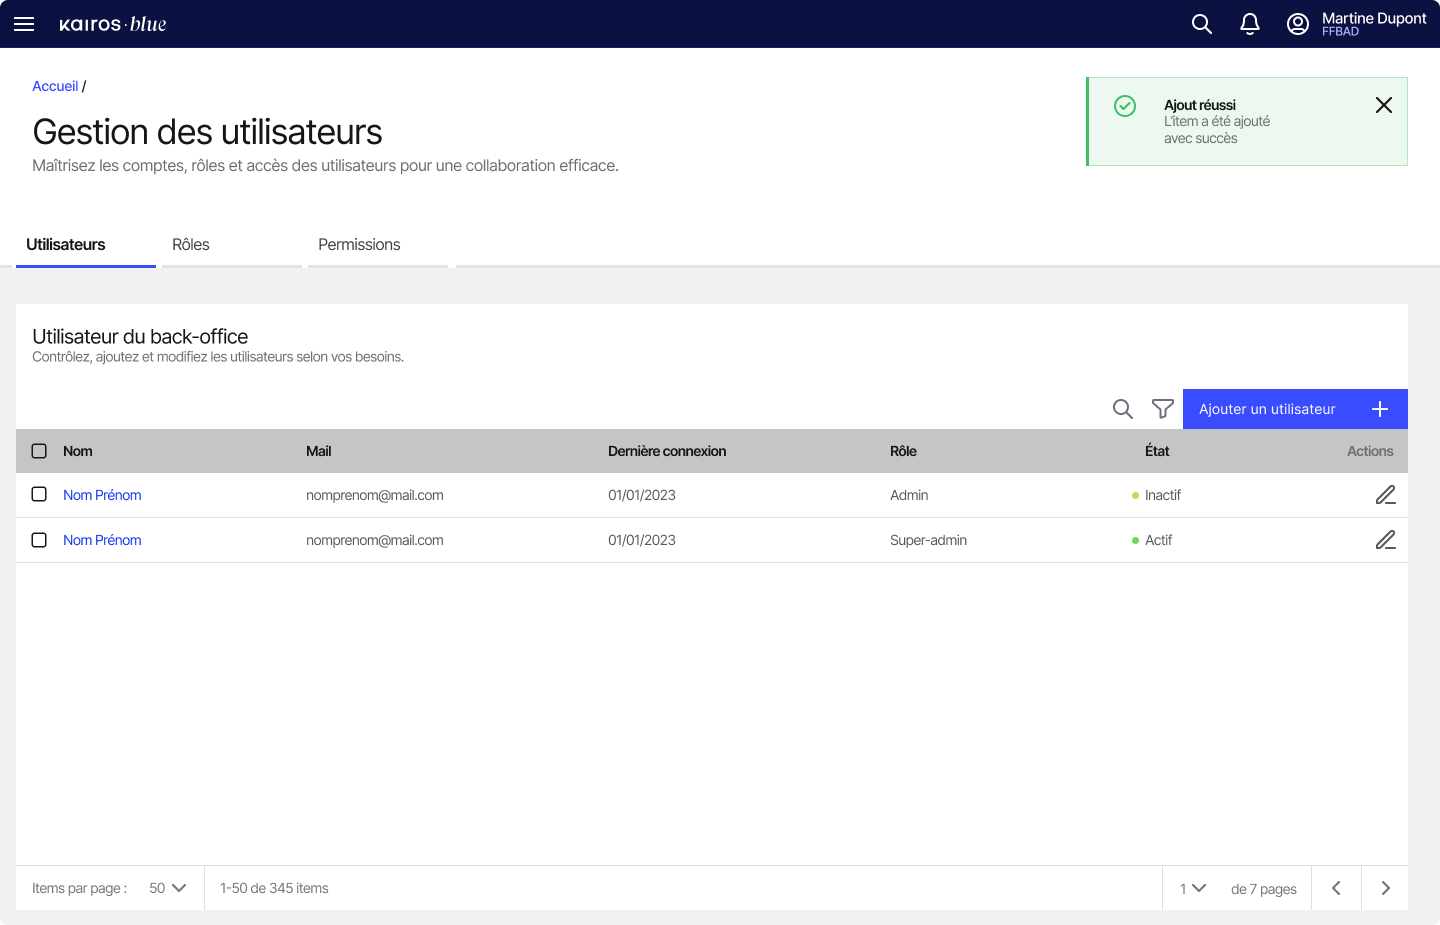 kaıros·blue
Martine Dupont
FFBAD
Accueil /
Gestion des utilisateurs
Maîtrisez les comptes, rôles et accès des utilisateurs pour une collaboration efficace.
Ajout réussi
L'item a été ajouté
avec succès
Utilisateurs
Rôles
Permissions
Utilisateur du back-office
Contrôlez, ajoutez et modifiez les utilisateurs selon vos besoins.
Ajouter un utilisateur
Nom Mail Dernière connexion Rôle État Actions
Nom Prénom nomprenom@mail.com 01/01/2023 Admin Inactif
Nom Prénom nomprenom@mail.com 01/01/2023 Super-admin Actif
Items par page : 50 1-50 de 345 items 1 de 7 pages